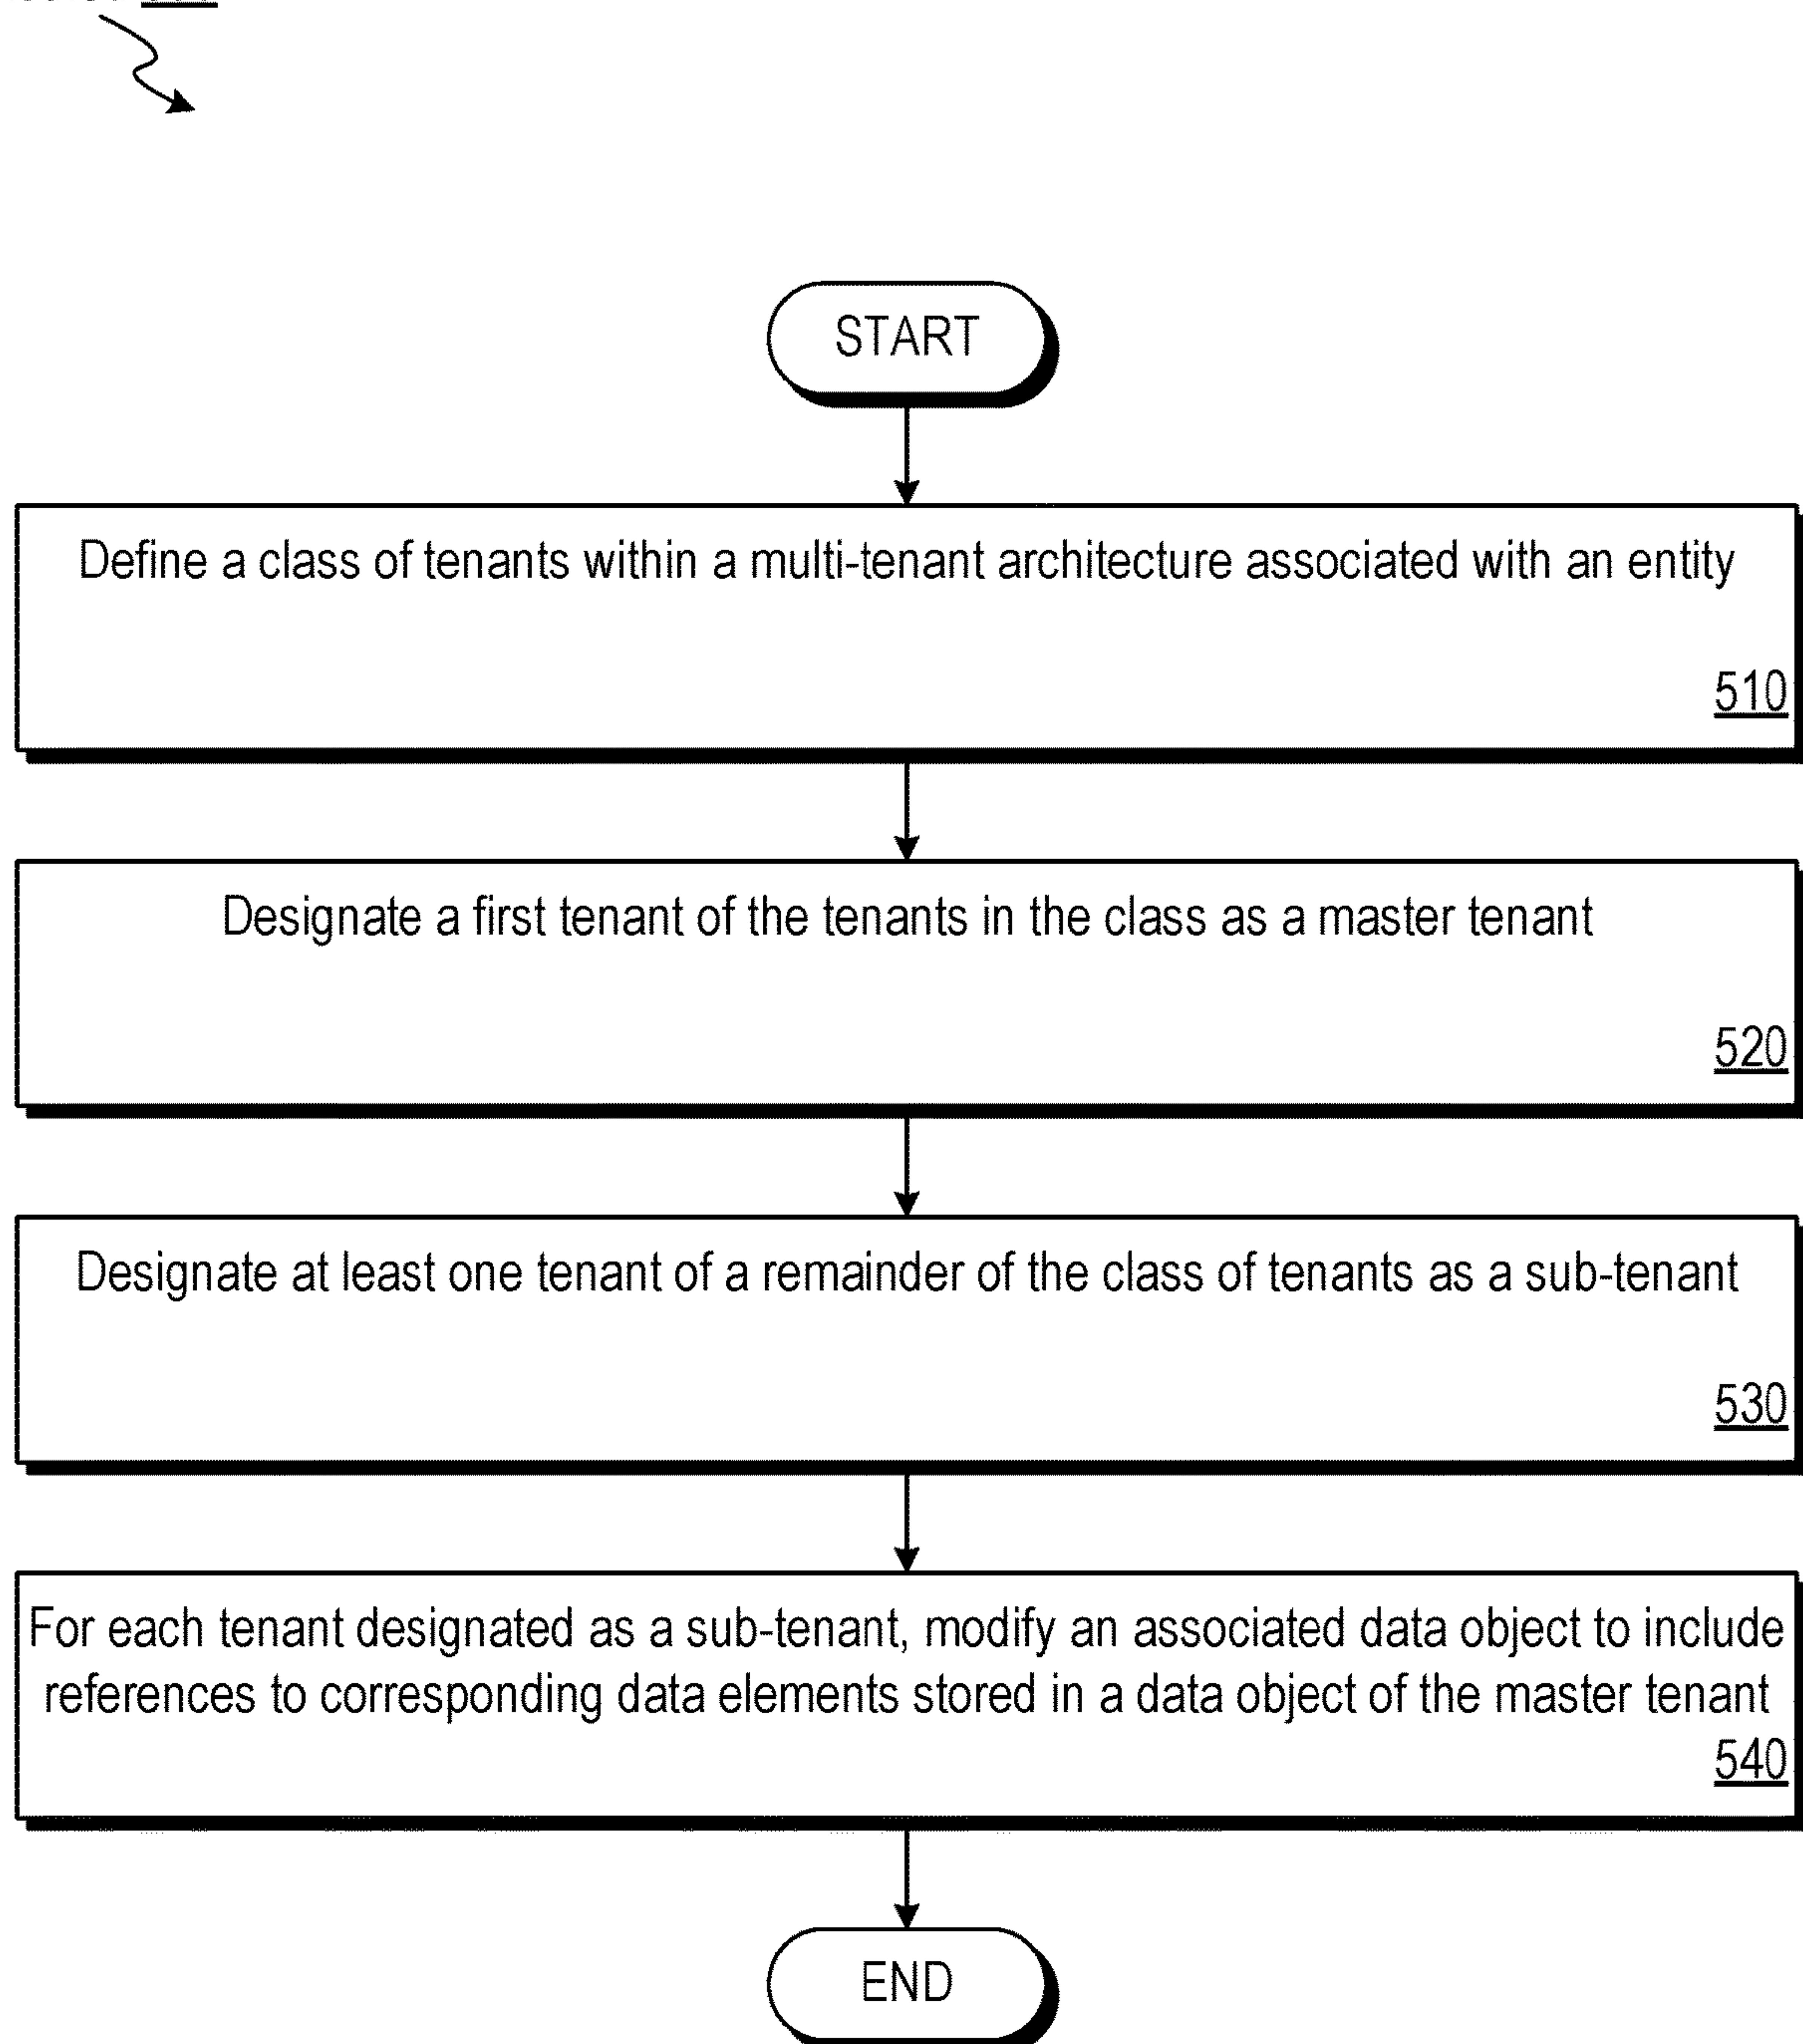 START
Define a class of tenants within a multi-tenant architecture associated with an entity
510
Designate a first tenant of the tenants in the class as a master tenant
520
Designate at least one tenant of a remainder of the class of tenants as a sub-tenant
530
For each tenant designated as a sub-tenant, modify an associated data object to include
references to corresponding data elements stored in a data object of the master tenant
540
END